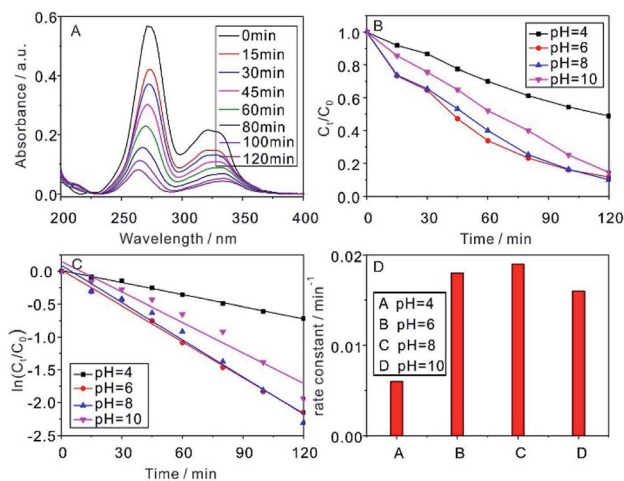 A
0min
15min
30min
45min
60min
80min
100min
120min
0.6
0.4
0.2
0.0
Absorbance / a.u.
200 250 300 350 400
Wavelength / nm
B
pH=4
pH=6
pH=8
pH=10
1.0
0.8
0.6
0.4
0.2
0.0
Ct/C0
0 30 60 90 120
Time / min
C
pH=4
pH=6
pH=8
pH=10
0.0
-0.5
-1.0
-1.5
-2.0
-2.5
ln(Ct/C0)
0 30 60 90 120
Time / min
D
A pH=4
B pH=6
C pH=8
D pH=10
0.02
0.01
0.00
rate constant / min-1
A B C D